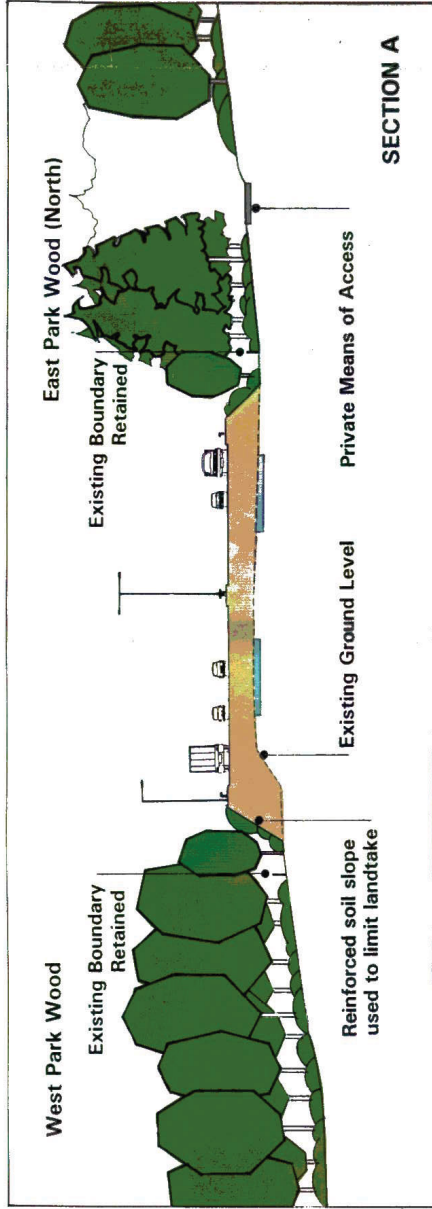 West Park Wood
East Park Wood (North)
Existing Boundary
Retained
Existing Boundary
Retained
Reinforced soil slope
used to limit landtake
Existing Ground Level
Private Means of Access
SECTION A